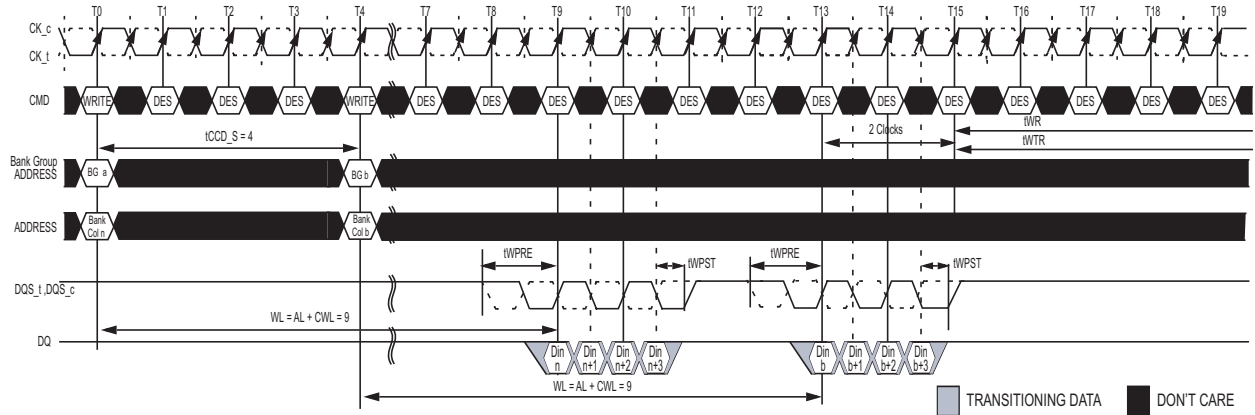 T0 T1 T2 T3 T4 T7 T8 T9 T10 T11 T12 T13 T14 T15 T16 T17 T18 T19
CK_c
CK_t
CMD WRITE DES DES DES WRITE DES DES DES DES DES DES DES DES DES DES DES DES DES
tCCD_S = 4 2 Clocks tWR
tWTR
Bank Group
ADDRESS BG a BG b
ADDRESS Bank Col n Bank Col b
tWPRE tWPST tWPRE tWPST
DQS_t ,DQS_c
WL = AL + CWL = 9
DQ Din n Din n+1 Din n+2 Din n+3 Din b Din b+1 Din b+2 Din b+3
WL = AL + CWL = 9
TRANSITIONING DATA DON'T CARE